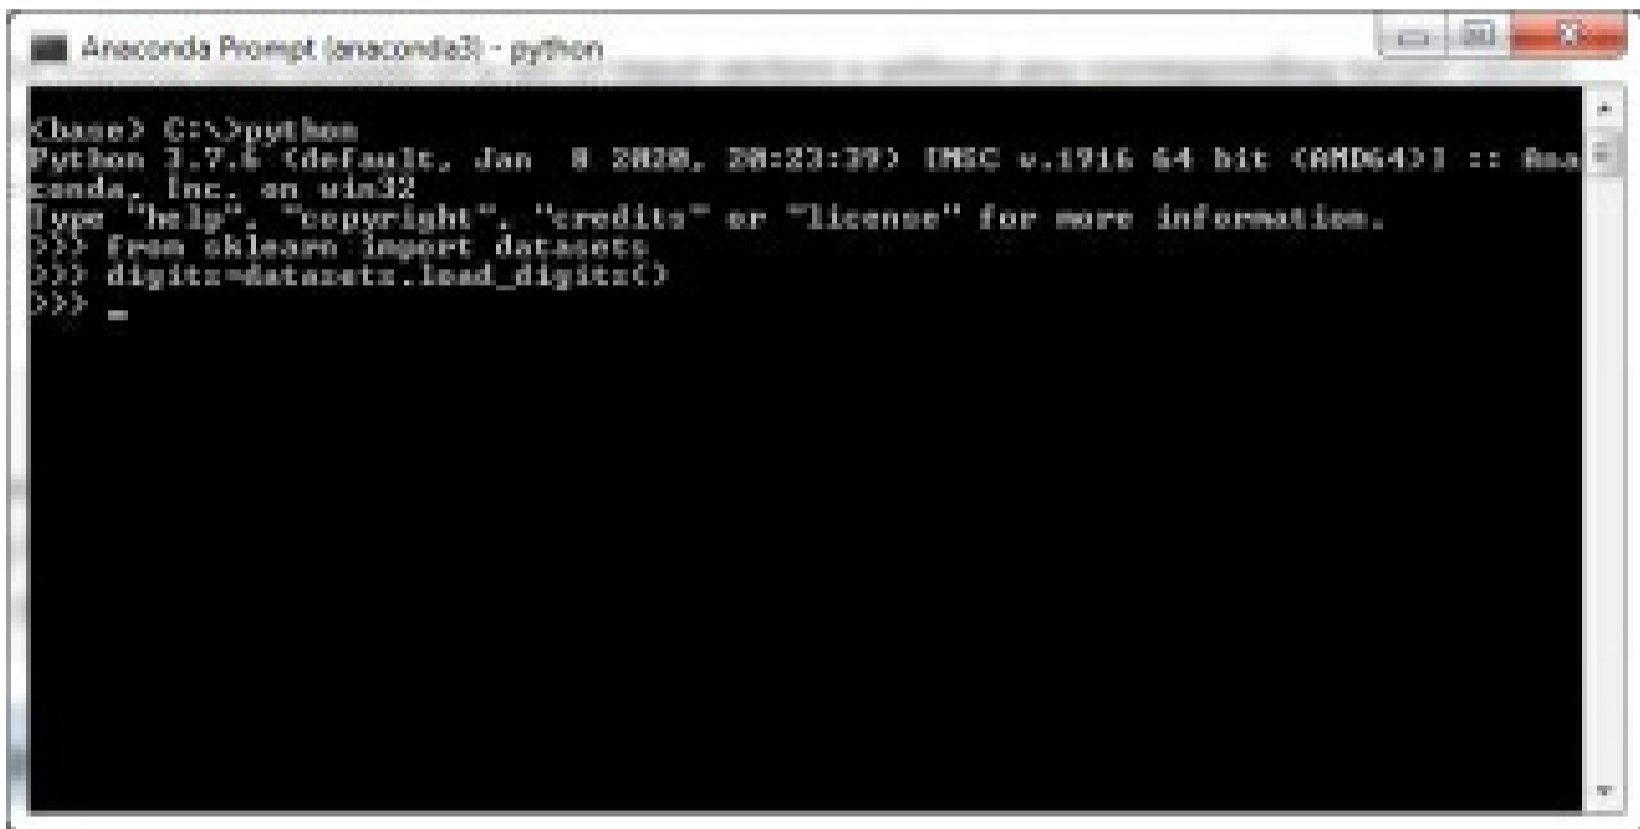 Anaconda Prompt (anaconda3) - python
(base) C:\>python
Python 3.7.6 (default, Jan  8 2020, 20:23:39) [MSC v.1916 64 bit (AMD64)] :: Ana
conda, Inc. on win32
Type "help", "copyright", "credits" or "license" for more information.
>>> from sklearn import datasets
>>> digits=datasets.load_digits()
>>> _